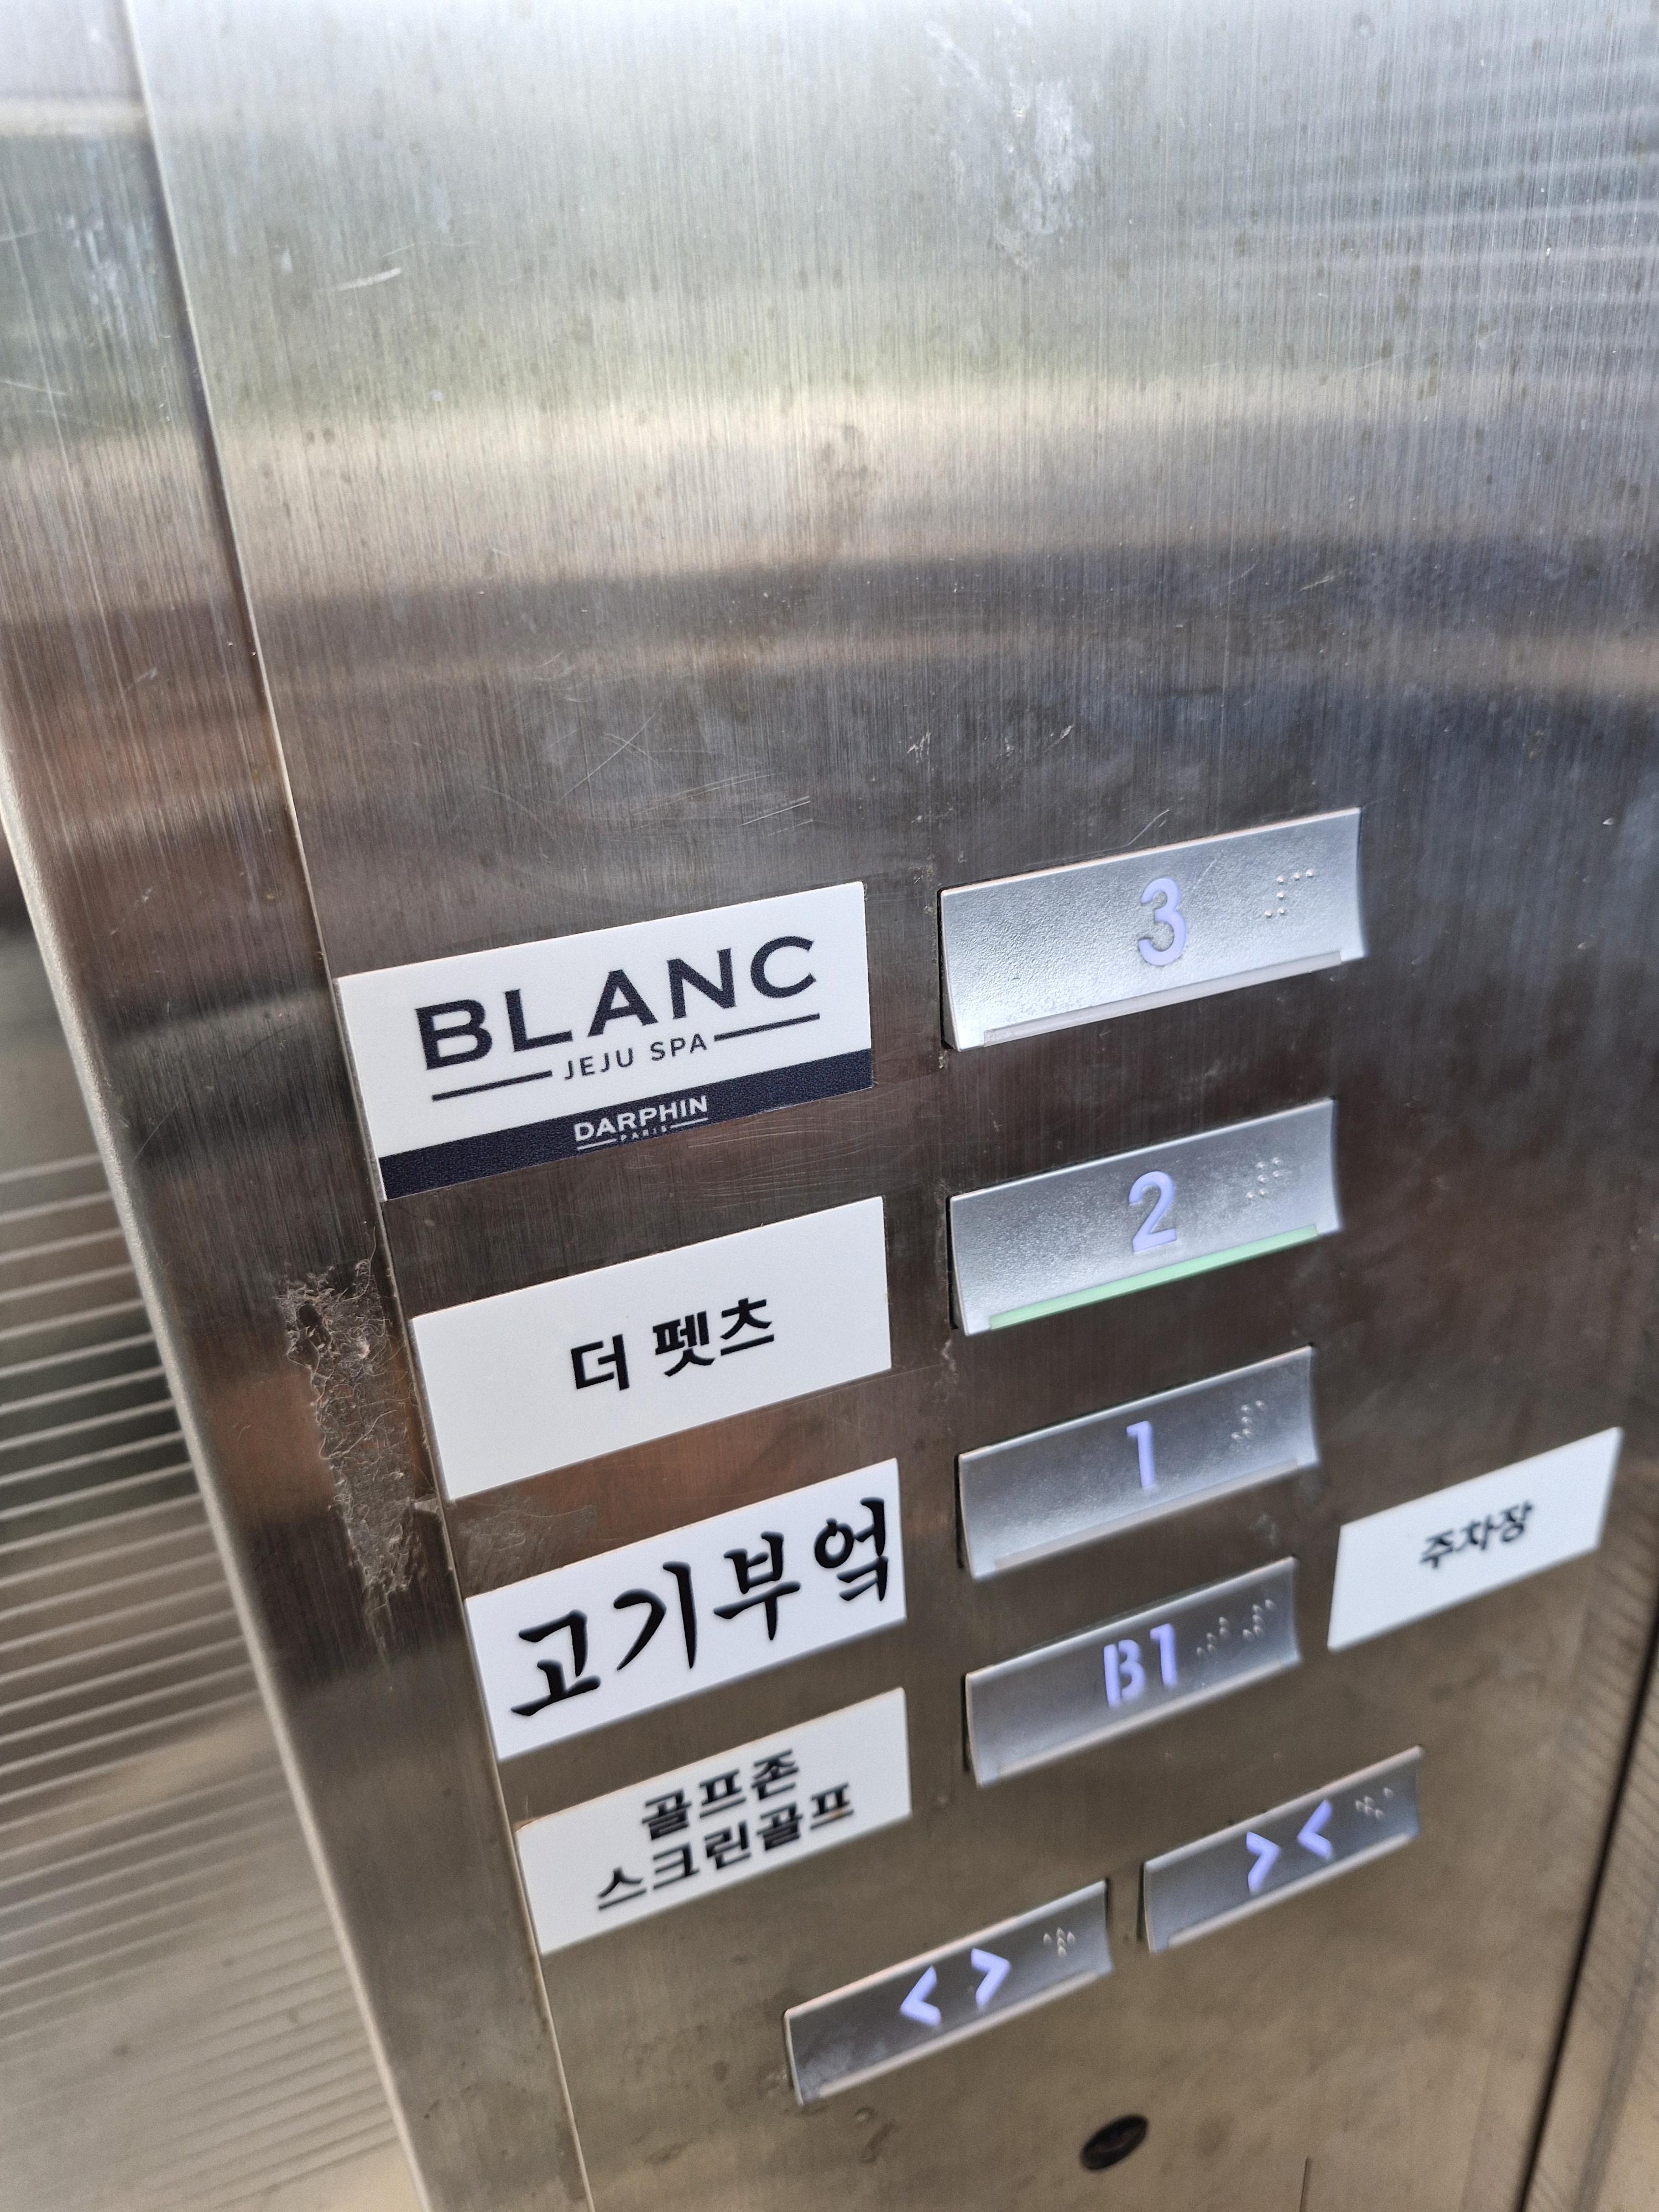 BLANC
JEJU SPA
DARPHIN
PARIS
3
더 펫츠
2
고기부엌
1
골프존
스크린골프
B1
주차장
< >
> <